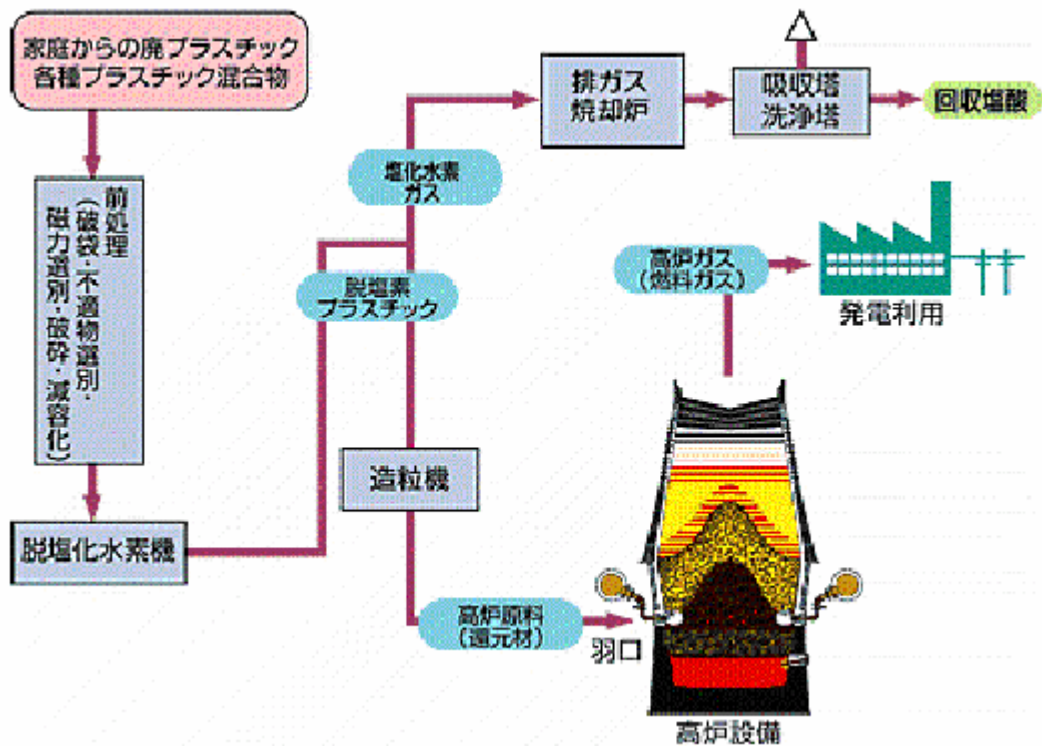 家庭からの廃プラスチック
各種プラスチック混合物
前処理
(破袋・不適物選別・
磁力選別・破砕・減容化)
脱塩化水素機
塩化水素
ガス
脱塩素
プラスチック
造粒機
高炉原料
(還元材)
排ガス
焼却炉
吸収塔
洗浄塔
回収塩酸
高炉ガス
(燃料ガス)
発電利用
羽口
高炉設備